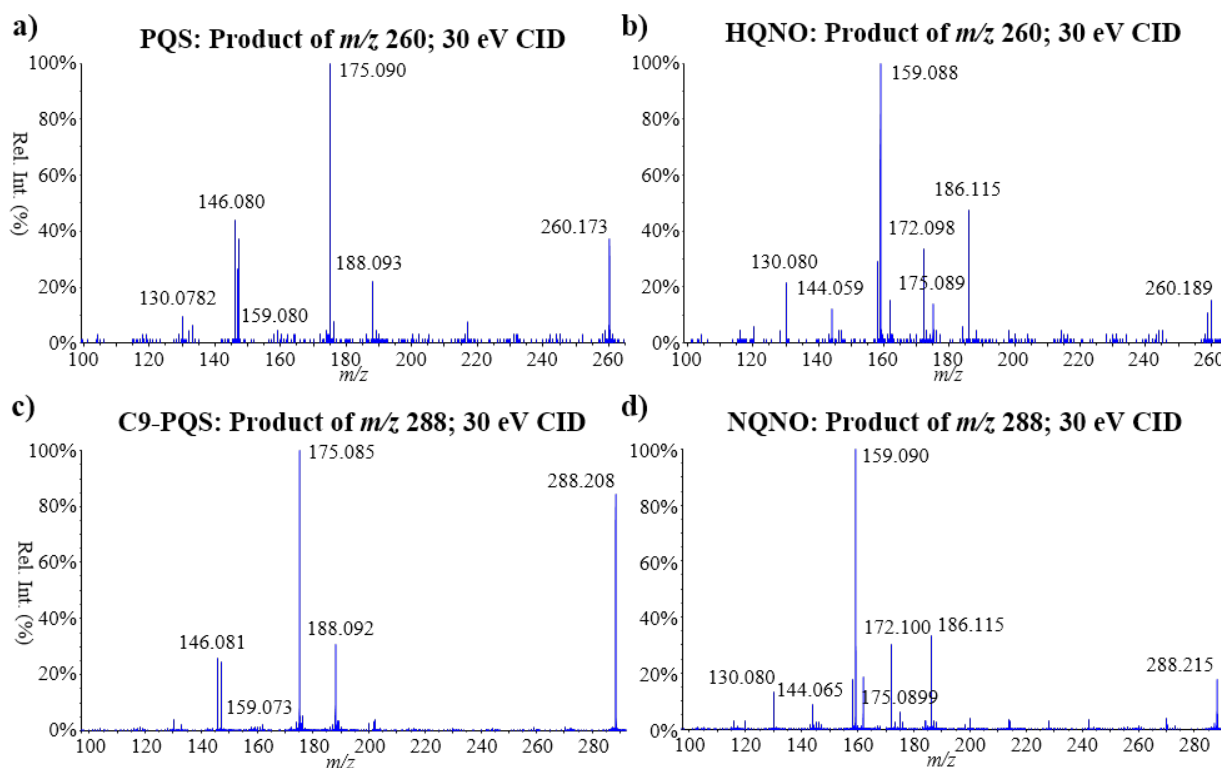 a)
PQS: Product of m/z 260; 30 eV CID
100%
80%
60%
40%
20%
0%
Rel. Int. (%)
175.090
146.080
260.173
188.093
130.0782
159.080
100 120 140 160 180 200 220 240 260
m/z
b)
HQNO: Product of m/z 260; 30 eV CID
100%
80%
60%
40%
20%
0%
159.088
186.115
172.098
130.080
175.089
144.059
260.189
100 120 140 160 180 200 220 240 260
m/z
c)
C9-PQS: Product of m/z 288; 30 eV CID
100%
80%
60%
40%
20%
0%
Rel. Int. (%)
175.085
288.208
188.092
146.081
159.073
100 120 140 160 180 200 220 240 260 280
m/z
d)
NQNO: Product of m/z 288; 30 eV CID
100%
80%
60%
40%
20%
0%
159.090
172.100
186.115
130.080
144.065
175.0899
288.215
100 120 140 160 180 200 220 240 260 280
m/z